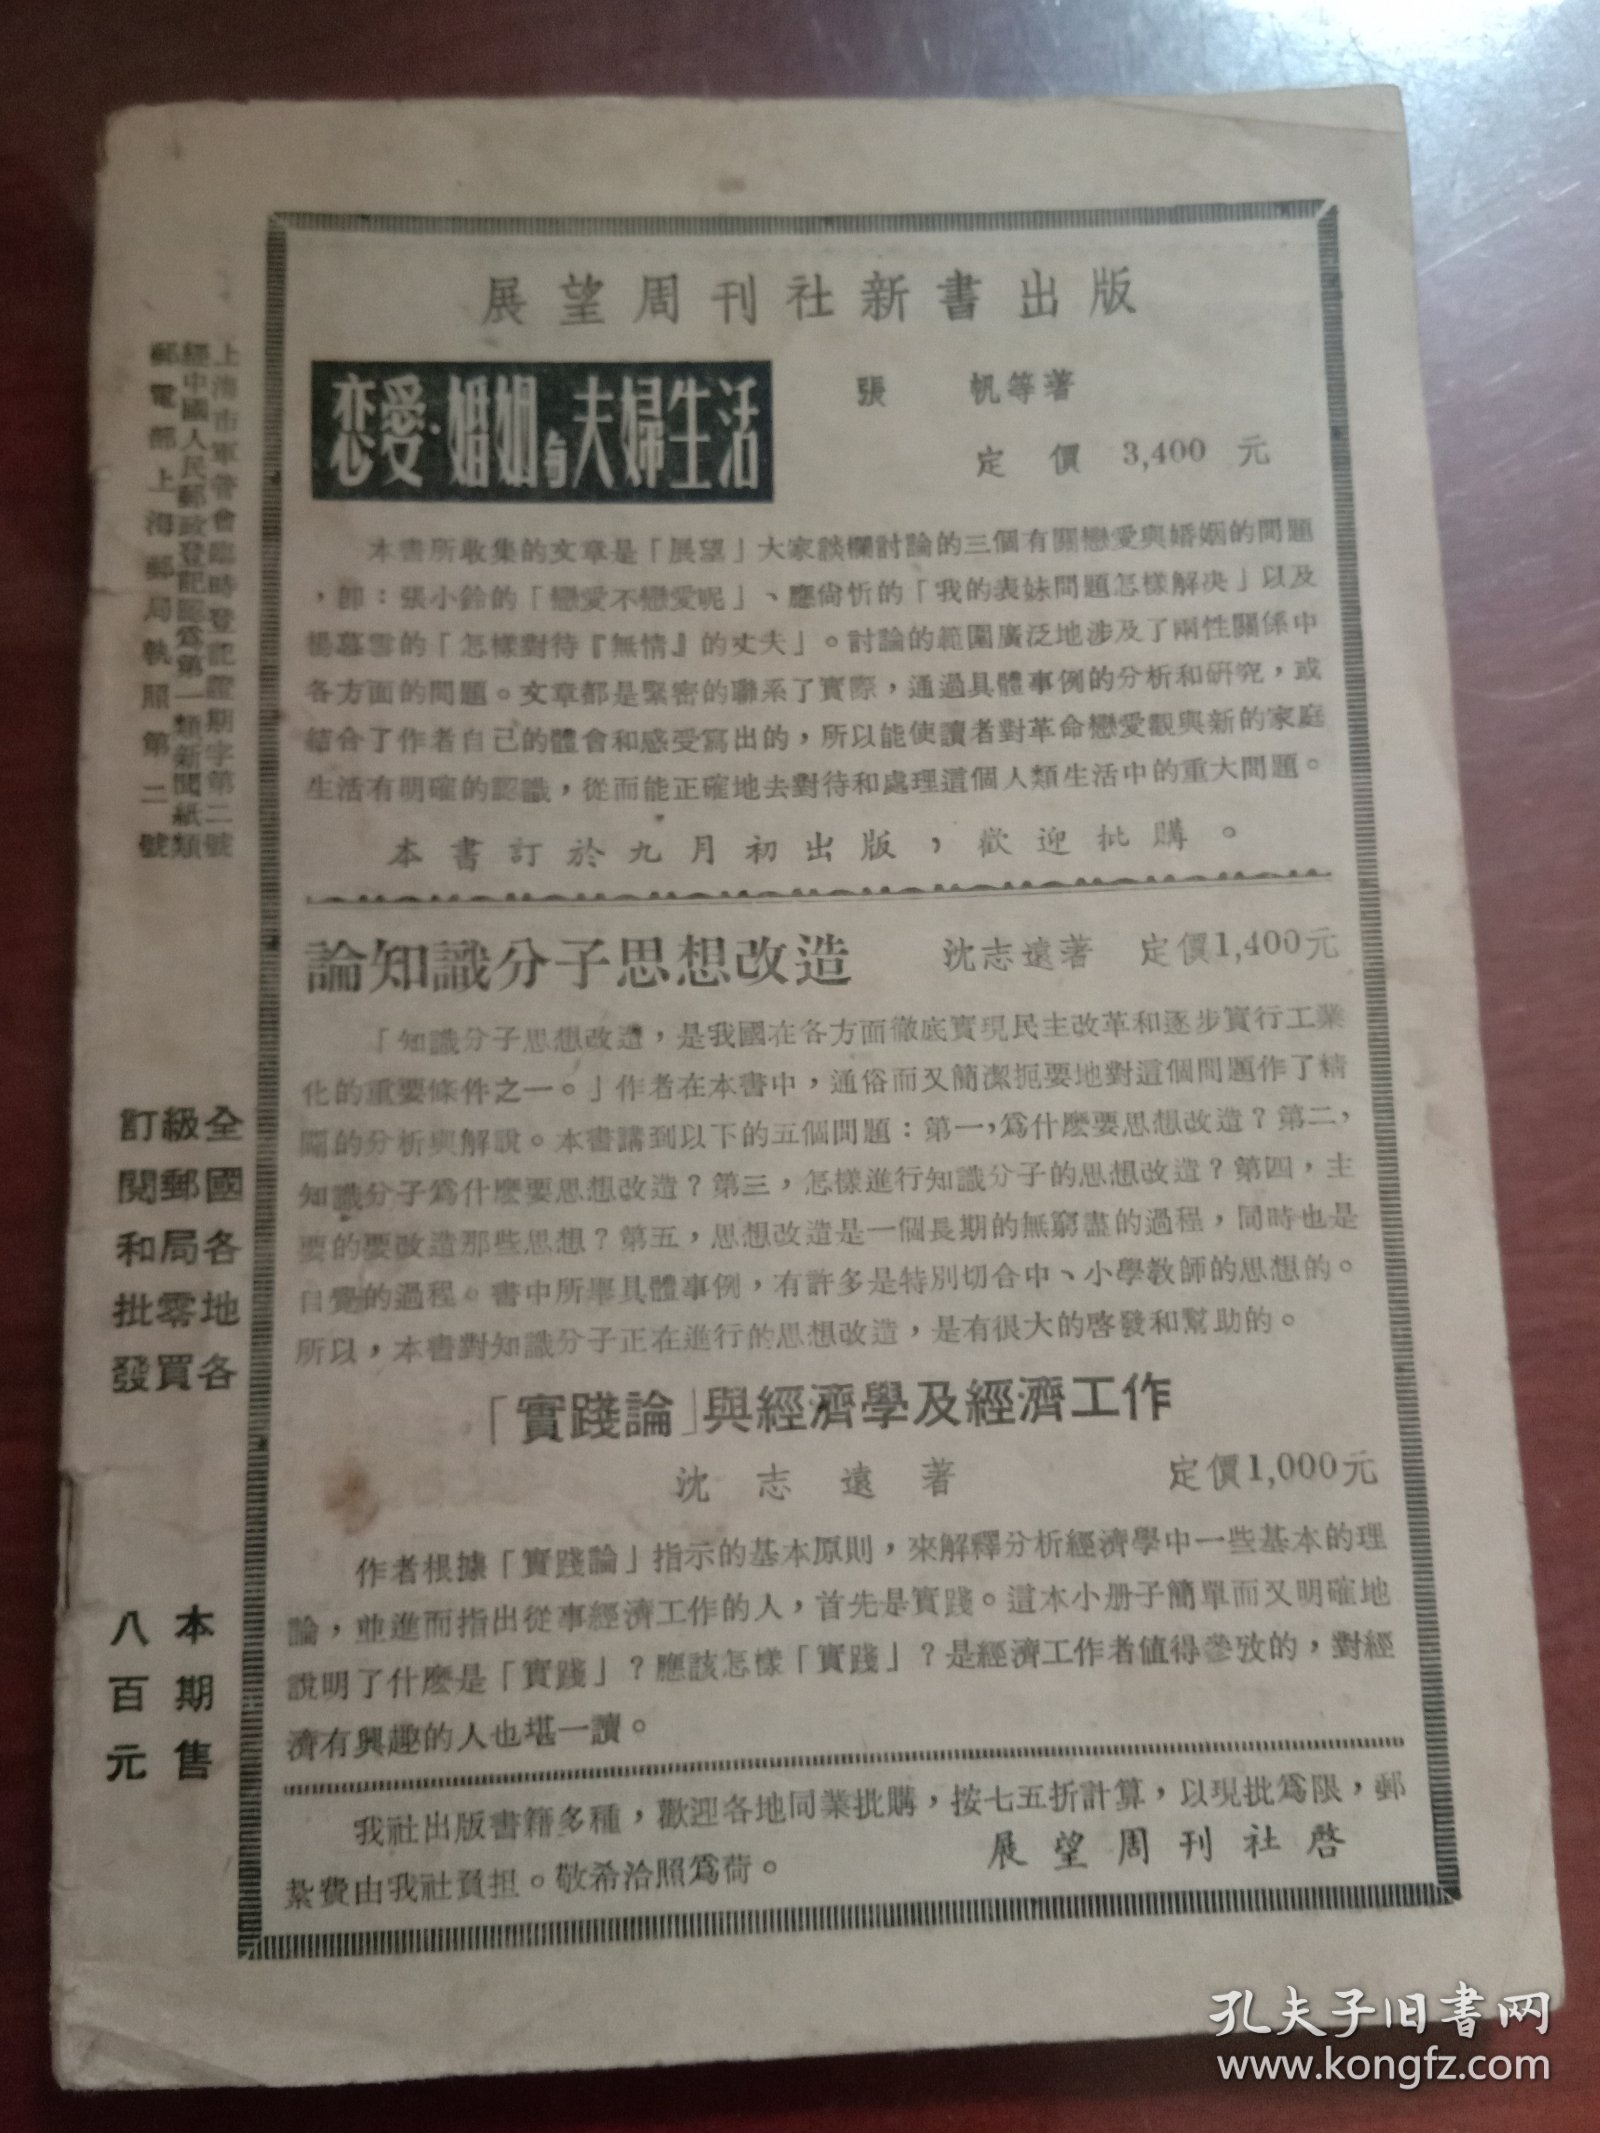 展望周刊社新書出版
恋愛·婚姻与夫婦生活
張 帆等著
定價 3,400 元
本書所收集的文章是「展望」大家談欄討論的三個有關戀愛與婚姻的問題
，卽：張小鈴的「戀愛不戀愛呢」、應尙忻的「我的表妹問題怎樣解决」以及
楊慕雲的「怎樣對待『無情』的丈夫」。討論的範圍廣泛地涉及了兩性關係中
各方面的問題。文章都是緊密的聯系了實際，通過具體事例的分析和研究，或
結合了作者自己的體會和感受寫出的，所以能使讀者對革命戀愛觀與新的家庭
生活有明確的認識，從而能正確地去對待和處理這個人類生活中的重大問題。
本書訂於九月初出版，歡迎批購。
論知識分子思想改造 沈志遠著 定價1,400元
「知識分子思想改造，是我國在各方面徹底實現民主改革和逐步實行工業
化的重要條件之一。」作者在本書中，通俗而又簡潔扼要地對這個問題作了精
闢的分析與解說。本書講到以下的五個問題：第一，爲什麽要思想改造？第二，
知識分子爲什麽要思想改造？第三，怎樣進行知識分子的思想改造？第四，主
要的要改造那些思想？第五，思想改造是一個長期的無窮盡的過程，同時也是
自覺的過程。書中所舉具體事例，有許多是特別切合中、小學教師的思想的。
所以，本書對知識分子正在進行的思想改造，是有很大的啓發和幫助的。
「實踐論」與經濟學及經濟工作
沈志遠著 定價1,000元
作者根據「實踐論」指示的基本原則，來解釋分析經濟學中一些基本的理
論，並進而指出從事經濟工作的人，首先是實踐。這本小册子簡單而又明確地
說明了什麽是「實踐」？應該怎樣「實踐」？是經濟工作者值得參攷的，對經
濟有興趣的人也堪一讀。
我社出版書籍多種，歡迎各地同業批購，按七五折計算，以現批爲限，郵
紮費由我社負担。敬希洽照爲荷。
展望周刊社啓
上海市軍管會臨時登記證期字第二號
經中國人民郵政登記認爲第一類新聞紙類
郵電部上海郵局執照第二號
全國各地各
級郵局零買
訂閱和批發
本期售
八百元
孔夫子旧书网
www.kongfz.com